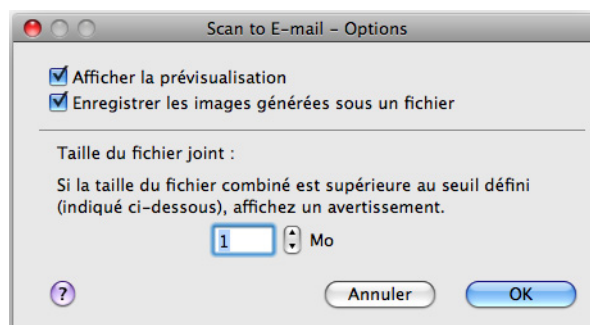 Scan to E-mail – Options
Afficher la prévisualisation
Enregistrer les images générées sous un fichier
Taille du fichier joint :
Si la taille du fichier combiné est supérieure au seuil défini
(indiqué ci-dessous), affichez un avertissement.
1 Mo
? Annuler OK